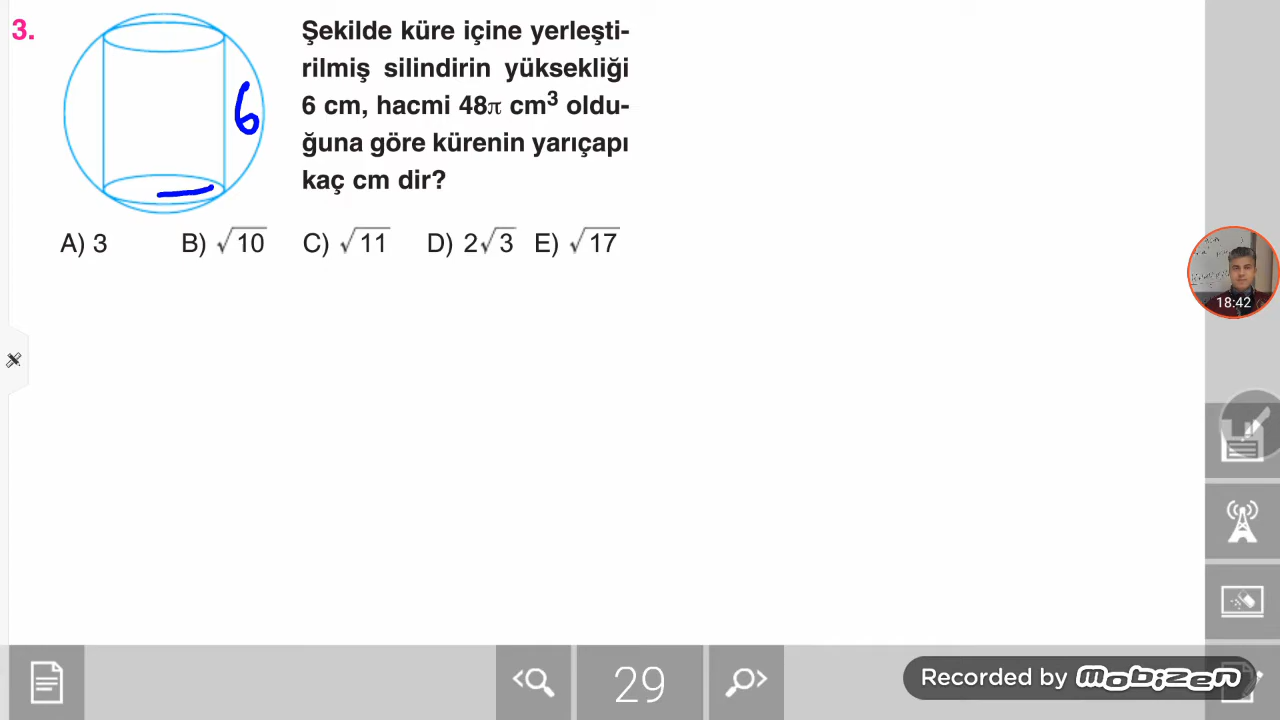 3.
Şekilde küre içine yerleşti-
rilmiş silindirin yüksekliği
6 cm, hacmi 48π cm³ oldu-
ğuna göre kürenin yarıçapı
kaç cm dir?
6
A) 3 B) √10 C) √11 D) 2√3 E) √17
18:42
29
Recorded by mobizen